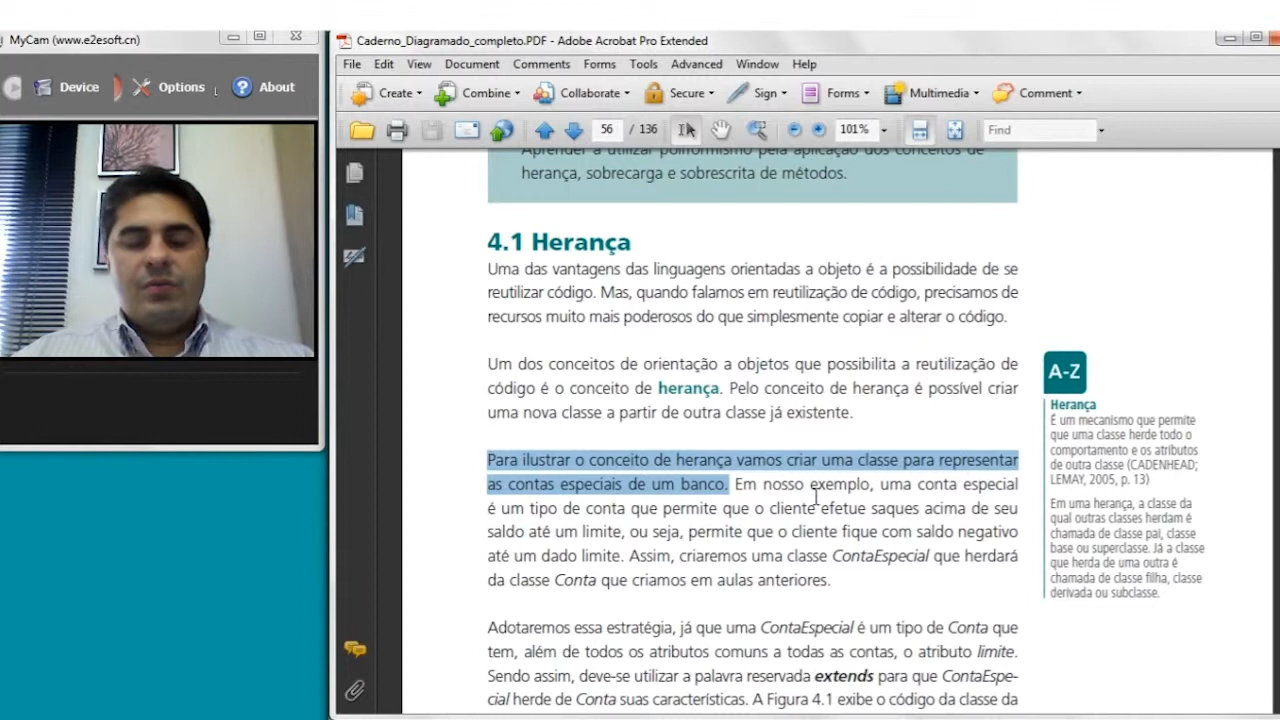 MyCam (www.e2esoft.cn)
Device
Options
About
Caderno_Diagramado_completo.PDF - Adobe Acrobat Pro Extended
File Edit View Document Comments Forms Tools Advanced Window Help
Create Combine Collaborate Secure Sign Forms Multimedia Comment
56 / 136 101% Find
Aprender a utilizar polimorfismo pela aplicação dos conceitos de
herança, sobrecarga e sobrescrita de métodos.
4.1 Herança
Uma das vantagens das linguagens orientadas a objeto é a possibilidade de se
reutilizar código. Mas, quando falamos em reutilização de código, precisamos de
recursos muito mais poderosos do que simplesmente copiar e alterar o código.
Um dos conceitos de orientação a objetos que possibilita a reutilização de
código é o conceito de herança. Pelo conceito de herança é possível criar
uma nova classe a partir de outra classe já existente.
Para ilustrar o conceito de herança vamos criar uma classe para representar
as contas especiais de um banco. Em nosso exemplo, uma conta especial
é um tipo de conta que permite que o cliente efetue saques acima de seu
saldo até um limite, ou seja, permite que o cliente fique com saldo negativo
até um dado limite. Assim, criaremos uma classe ContaEspecial que herdará
da classe Conta que criamos em aulas anteriores.
Adotaremos essa estratégia, já que uma ContaEspecial é um tipo de Conta que
tem, além de todos os atributos comuns a todas as contas, o atributo limite.
Sendo assim, deve-se utilizar a palavra reservada extends para que ContaEspe-
cial herde de Conta suas características. A Figura 4.1 exibe o código da classe da
A-Z
Herança
É um mecanismo que permite
que uma classe herde todo o
comportamento e os atributos
de outra classe (CADENHEAD;
LEMAY, 2005, p. 13)
Em uma herança, a classe da
qual outras classes herdam é
chamada de classe pai, classe
base ou superclasse. Já a classe
que herda de uma outra é
chamada de classe filha, classe
derivada ou subclasse.